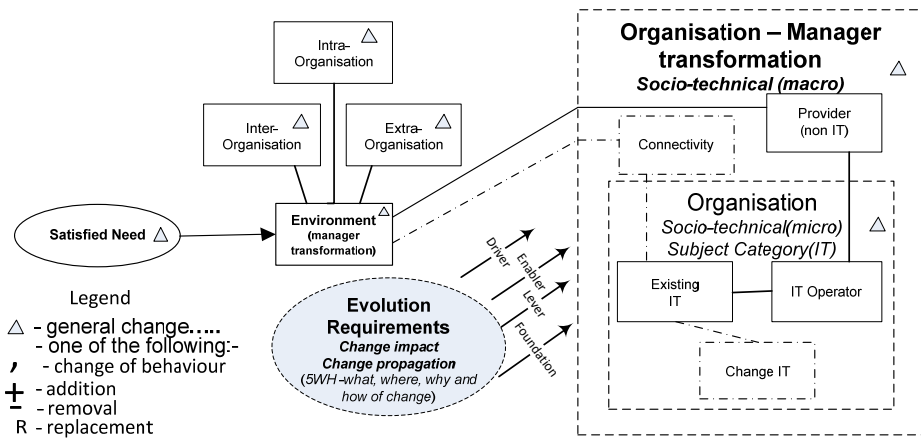 Intra-
Organisation
Inter-
Organisation
Extra-
Organisation
Satisfied Need
Environment
(manager
transformation)
Organisation – Manager
transformation
Socio-technical (macro)
Provider
(non IT)
Connectivity
Organisation
Socio-technical(micro)
Subject Category(IT)
Existing
IT
IT Operator
Change IT
Driver
Enabler
Lever
Foundation
Evolution
Requirements
Change impact
Change propagation
(5WH-what, where, why and
how of change)
Legend
- general change.....
- one of the following:-
, - change of behaviour
+ - addition
- - removal
R - replacement